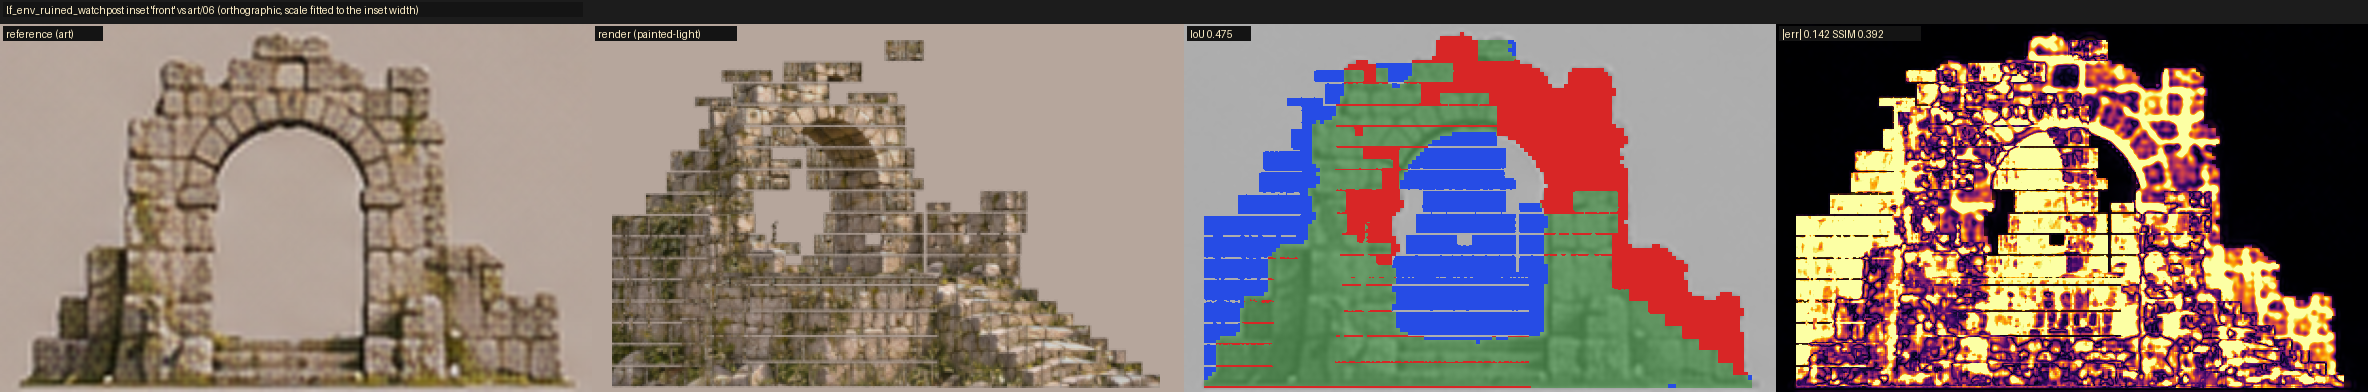 lf_env_ruined_watchpost inset 'front' vs art/06 (orthographic, scale fitted to the inset width)
reference (art)
render (painted-light)
IoU 0.475
|err| 0.142 SSIM 0.392